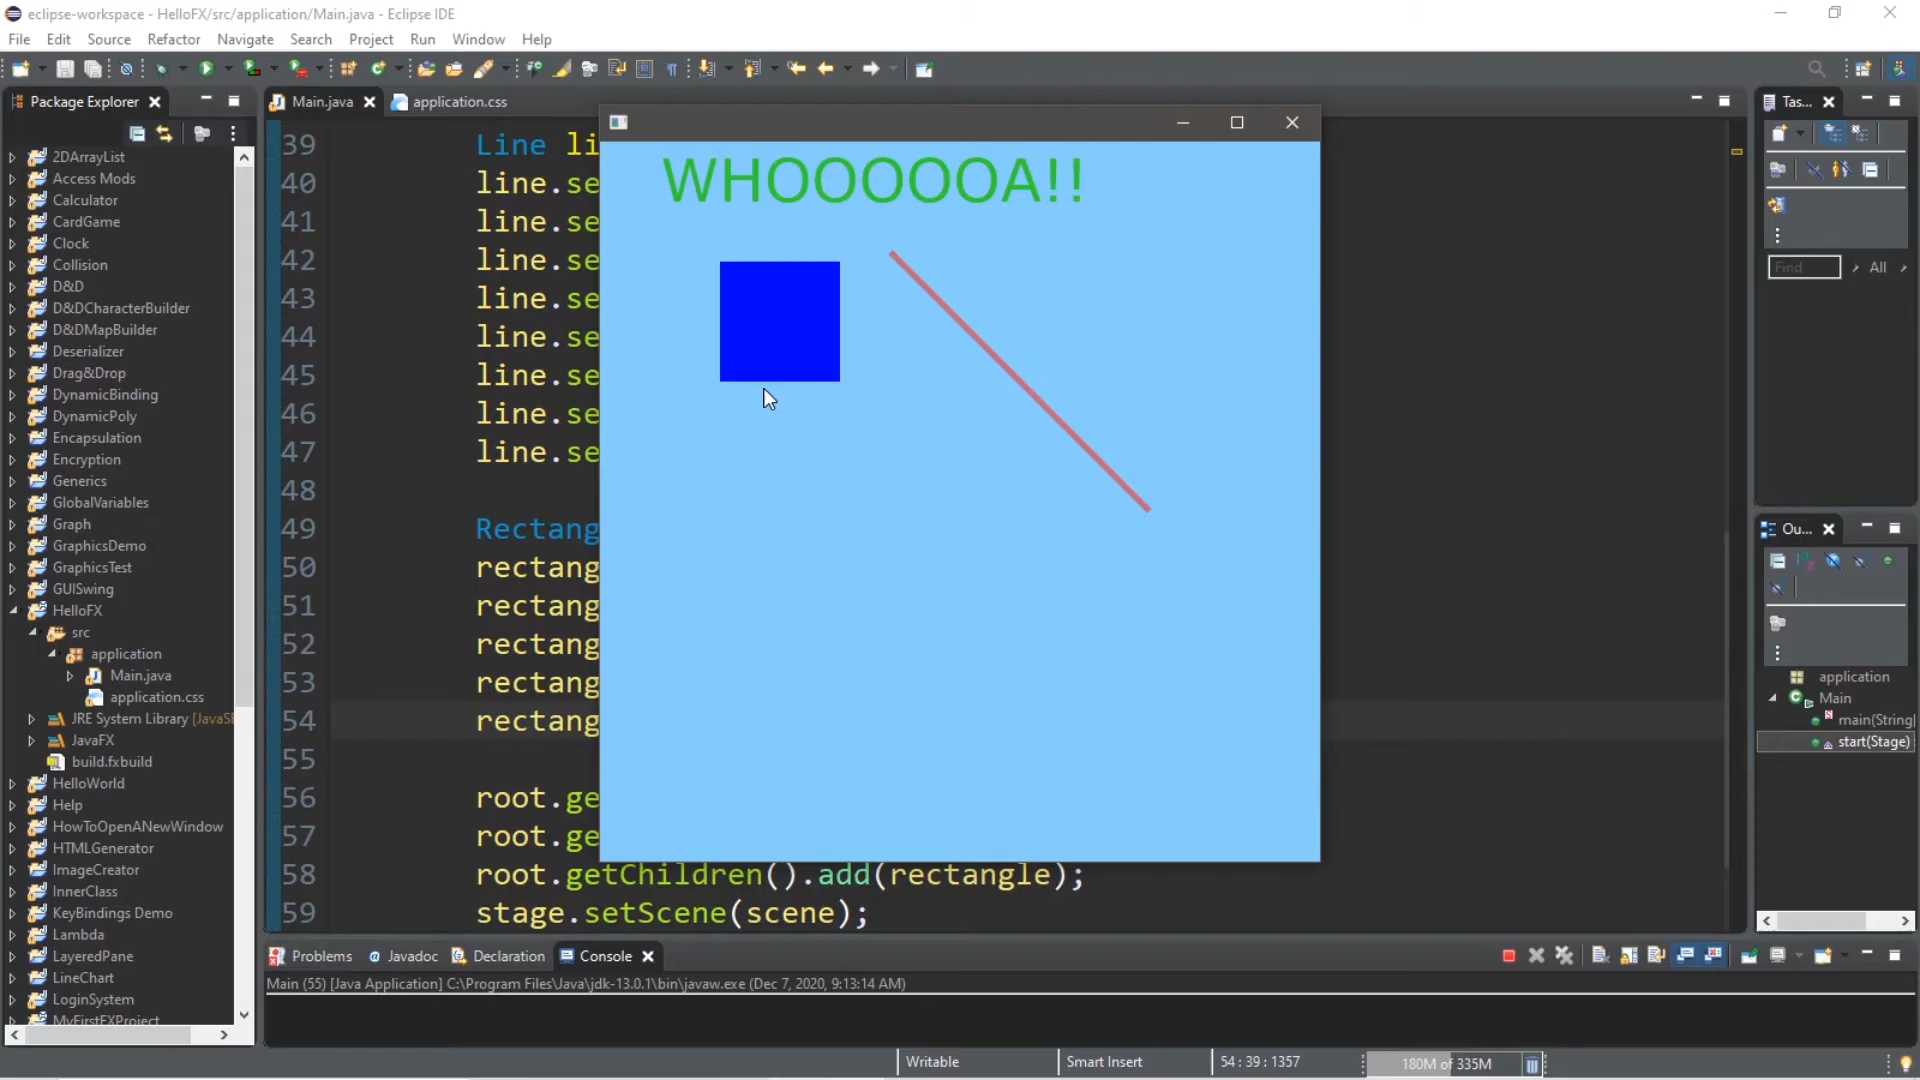 eclipse-workspace - HelloFX/src/application/Main.java - Eclipse IDE
File Edit Source Refactor Navigate Search Project Run Window Help
Package Explorer
Main.java
application.css
Tas...
2DArrayList
Access Mods
Calculator
CardGame
Clock
Collision
D&D
D&DCharacterBuilder
D&DMapBuilder
Deserializer
Drag&Drop
DynamicBinding
DynamicPoly
Encapsulation
Encryption
Generics
GlobalVariables
Graph
GraphicsDemo
GraphicsTest
GUISwing
HelloFX
src
application
Main.java
application.css
JRE System Library [JavaSE
JavaFX
build.fxbuild
HelloWorld
Help
HowToOpenANewWindow
HTMLGenerator
ImageCreator
InnerClass
KeyBindings Demo
Lambda
LayeredPane
LineChart
LoginSystem
MyFirstFXProject
39 Line li
40 line.se
41 line.se
42 line.se
43 line.se
44 line.se
45 line.se
46 line.se
47 line.se
48
49 Rectang
50 rectang
51 rectang
52 rectang
53 rectang
54 rectang
55
56 root.ge
57 root.ge
58 root.getChildren().add(rectangle);
59 stage.setScene(scene);
WHOOOOOA!!
Find All
Ou...
application
Main
main(String[
start(Stage)
Problems Javadoc Declaration Console
Main (55) [Java Application] C:\Program Files\Java\jdk-13.0.1\bin\javaw.exe (Dec 7, 2020, 9:13:14 AM)
Writable Smart Insert 54 : 39 : 1357 180M of 335M